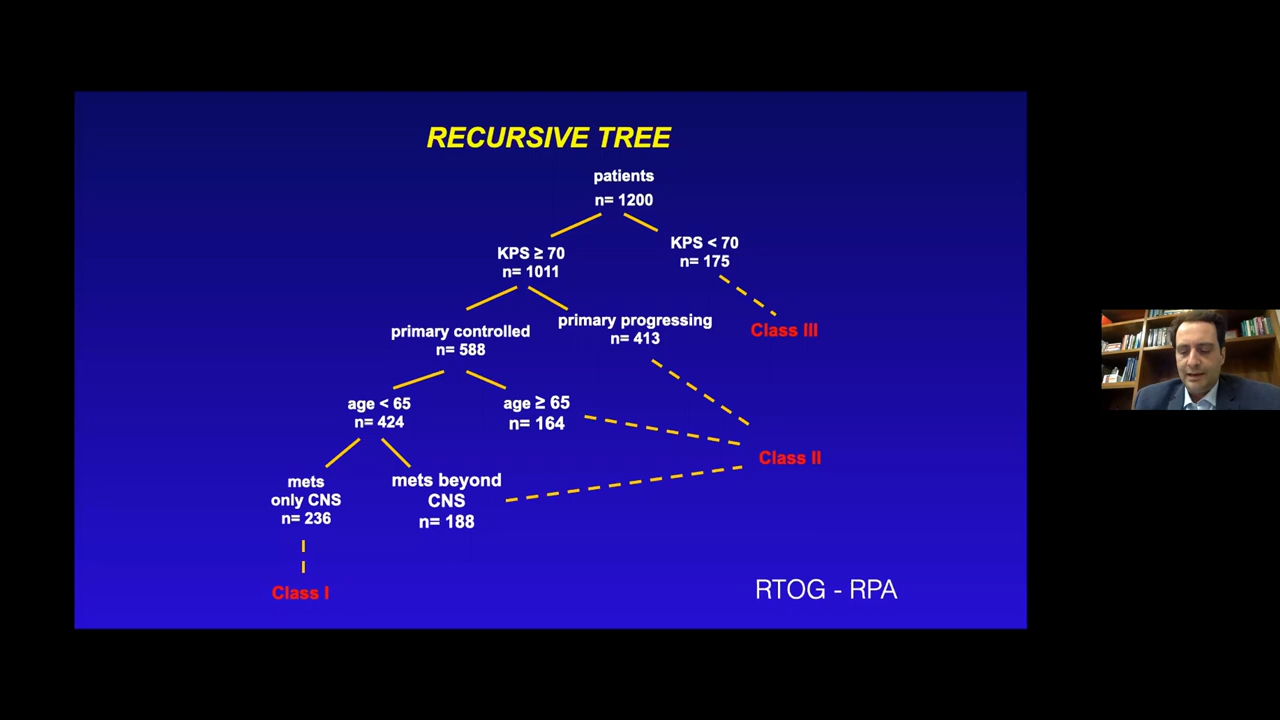 RECURSIVE TREE
patients
n= 1200
KPS ≥ 70
n= 1011
KPS < 70
n= 175
primary controlled
n= 588
primary progressing
n= 413
Class III
age < 65
n= 424
age ≥ 65
n= 164
Class II
mets
only CNS
n= 236
mets beyond
CNS
n= 188
Class I
RTOG - RPA